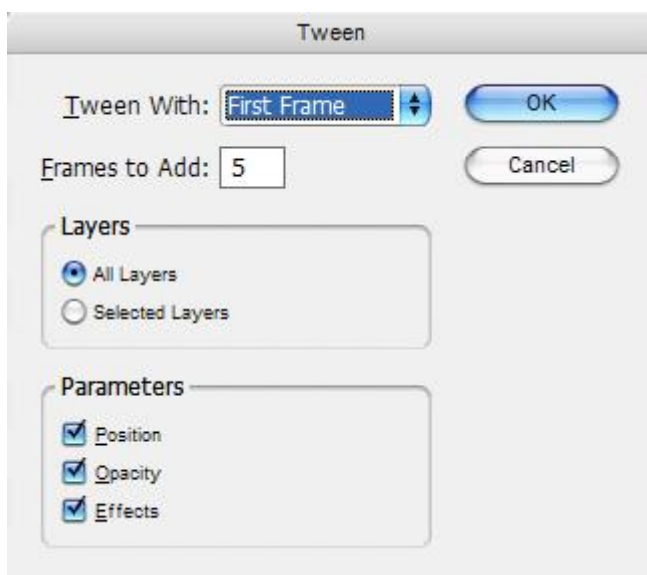 Tween
Tween With: First Frame
OK
Frames to Add: 5
Cancel
Layers
All Layers
Selected Layers
Parameters
Position
Opacity
Effects